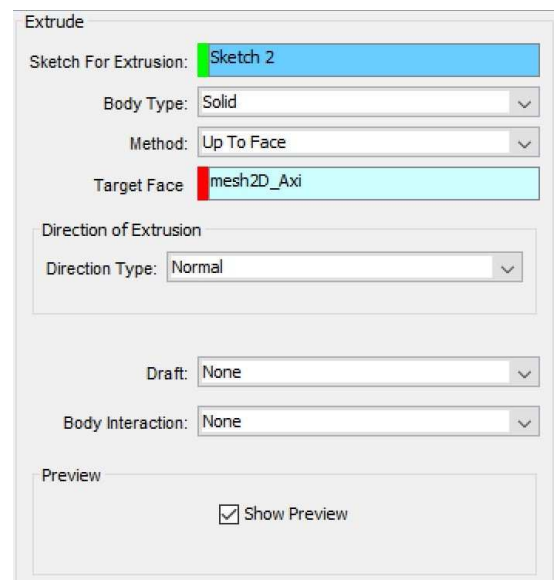 Extrude
Sketch For Extrusion: Sketch 2
Body Type: Solid
Method: Up To Face
Target Face mesh2D_Axi
Direction of Extrusion
Direction Type: Normal
Draft: None
Body Interaction: None
Preview
Show Preview